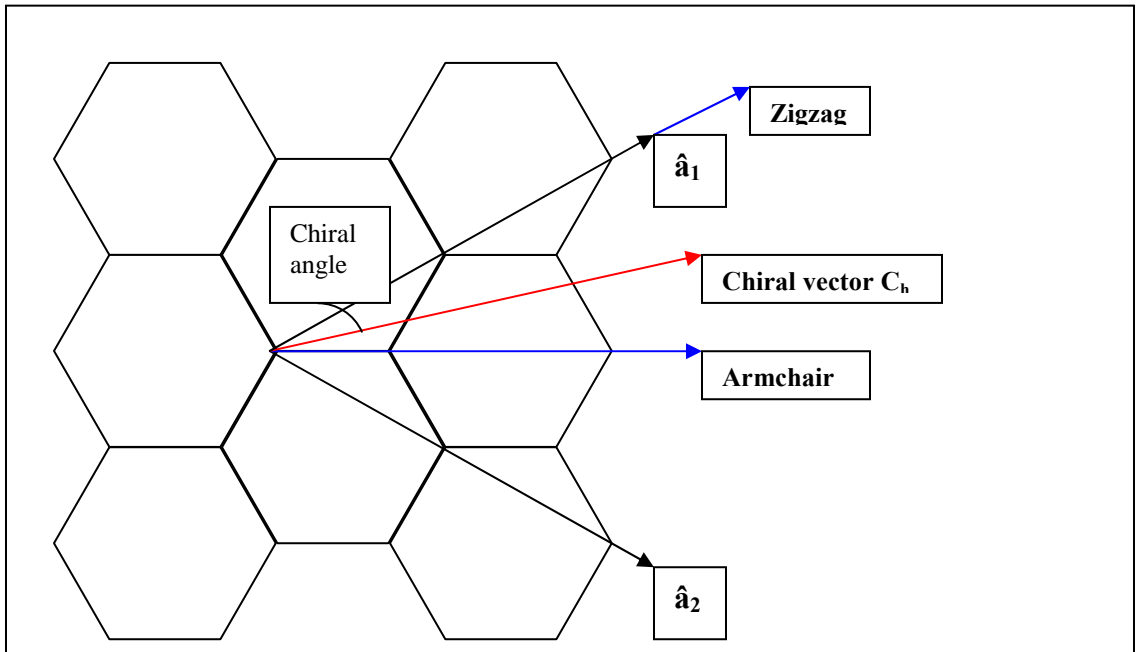 Zigzag
â₁
Chiral
angle
Chiral vector Cₕ
Armchair
â₂